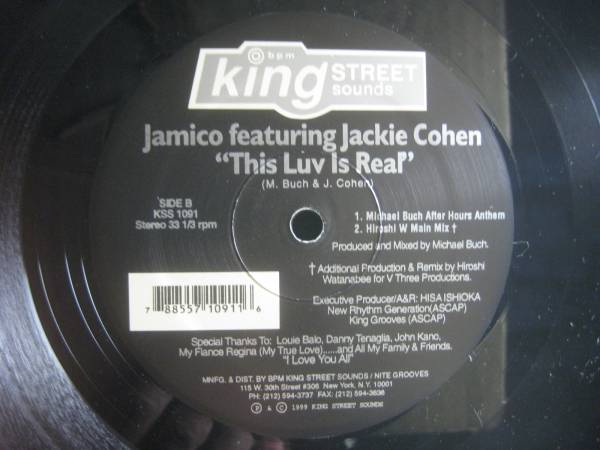 bpm
king STREET
sounds
Jamico featuring Jackie Cohen
"This Luv Is Real"
(M. Buch & J. Cohen)
SIDE B
KSS 1091
Stereo 33 1/3 rpm
1. Michael Buch After Hours Anthem
2. Hiroshi W Main Mix †
Produced and Mixed by Michael Buch.
† Additional Production & Remix by Hiroshi
Watanabe for V Three Productions.
Executive Producer/A&R: HISA ISHIOKA
New Rhythm Generation(ASCAP)
King Grooves (ASCAP)
7 88557 10911 6
Special Thanks To: Louie Balo, Danny Tenaglia, John Kano,
My Fiance Regina (My True Love)......and All My Family & Friends.
"I Love You All"
MNFG. & DIST. BY BPM KING STREET SOUNDS / NITE GROOVES
115 W. 30th Street #306 New York, N.Y. 10001
PH: (212) 594-3737 FAX: (212) 594-3636
℗ & © 1999 KING STREET SOUNDS